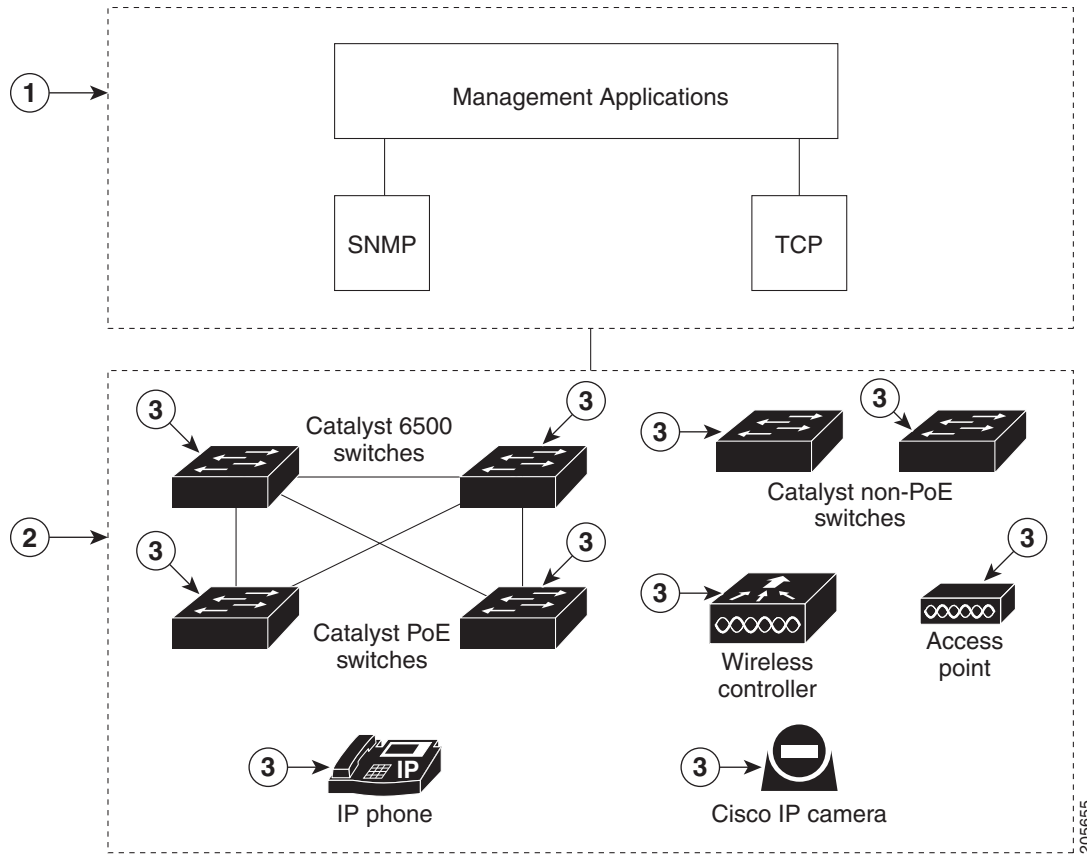 1
Management Applications
SNMP
TCP
2
3
Catalyst 6500
switches
3
3
3
Catalyst PoE
switches
3
3
Catalyst non-PoE
switches
3
Wireless
controller
3
Access
point
3
IP
IP phone
3
Cisco IP camera
205655